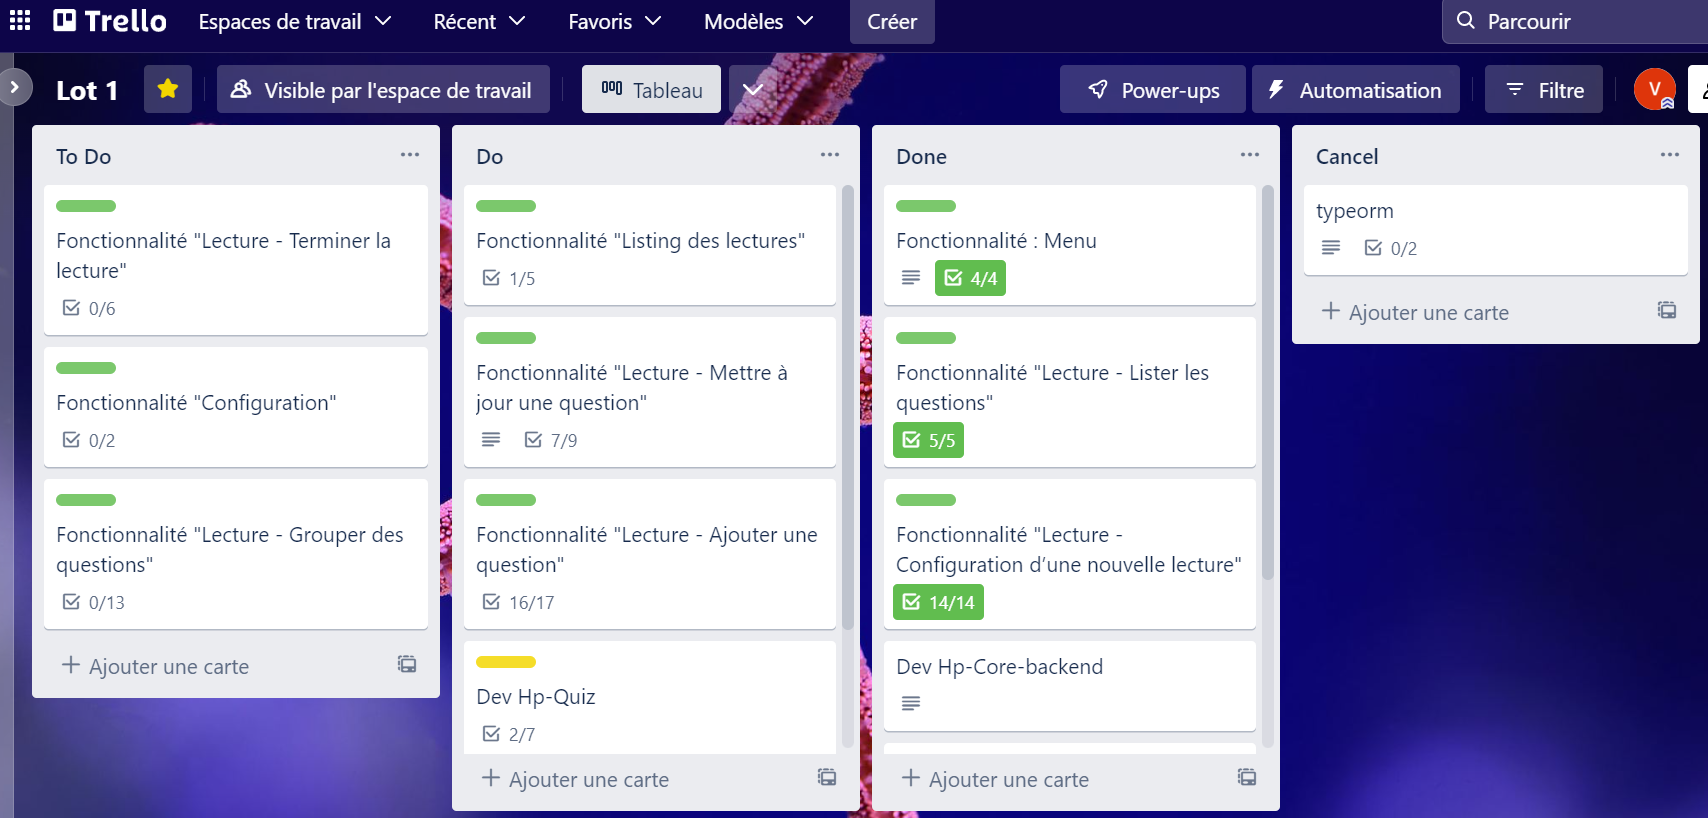 Trello
Espaces de travail
Récent
Favoris
Modèles
Créer
Parcourir
Lot 1
Visible par l'espace de travail
Tableau
Power-ups
Automatisation
Filtre
V
To Do
Fonctionnalité "Lecture - Terminer la
lecture"
0/6
Fonctionnalité "Configuration"
0/2
Fonctionnalité "Lecture - Grouper des
questions"
0/13
Ajouter une carte
Do
Fonctionnalité "Listing des lectures"
1/5
Fonctionnalité "Lecture - Mettre à
jour une question"
7/9
Fonctionnalité "Lecture - Ajouter une
question"
16/17
Dev Hp-Quiz
2/7
Ajouter une carte
Done
Fonctionnalité : Menu
4/4
Fonctionnalité "Lecture - Lister les
questions"
5/5
Fonctionnalité "Lecture -
Configuration d’une nouvelle lecture"
14/14
Dev Hp-Core-backend
Ajouter une carte
Cancel
typeorm
0/2
Ajouter une carte